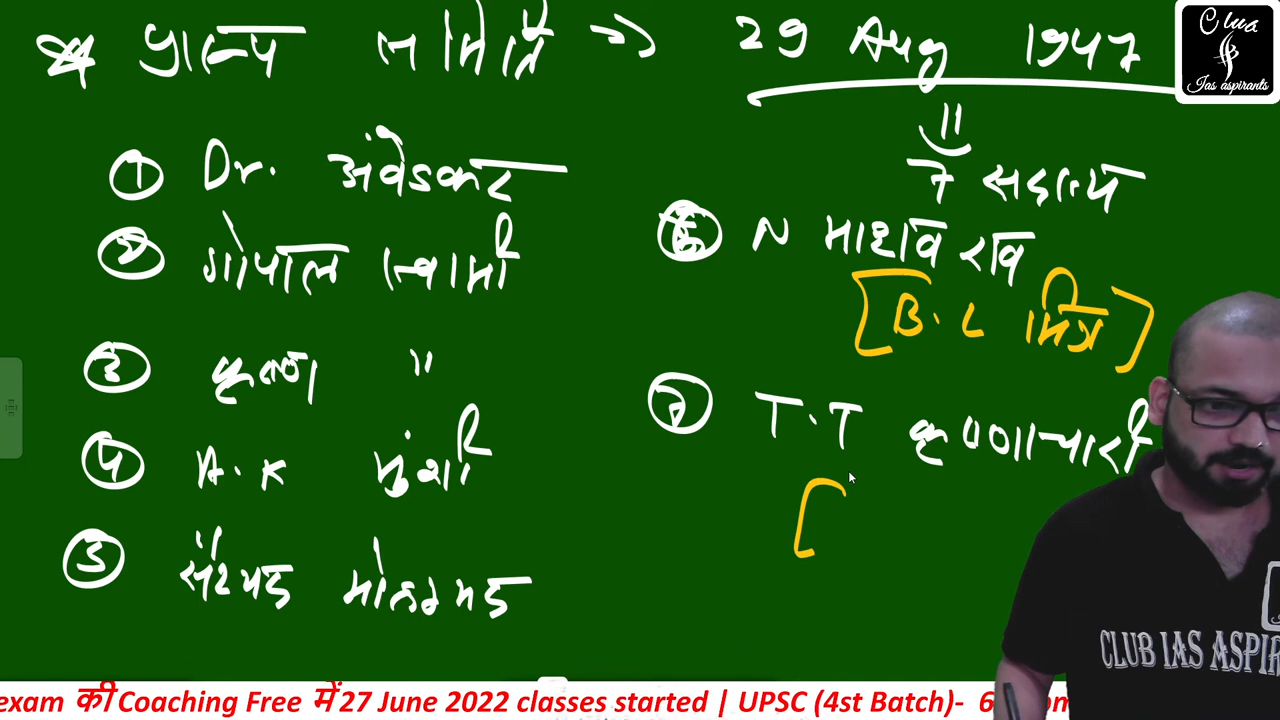 प्रारूप समिति => 29 Aug 1947
7 सदस्य
① Dr. अंबेडकर
② गोपाल स्वामी
③ कृष्णा "
④ A.K मुंशी
⑤ सैय्यद मोहम्मद
⑥ N माधव राव
[B.L मित्र]
⑦ T.T कृष्णामाचारी
[
Club
Ias aspirants
CLUB IAS ASPIR
exam की Coaching Free में 27 June 2022 classes started | UPSC (4st Batch)- 6